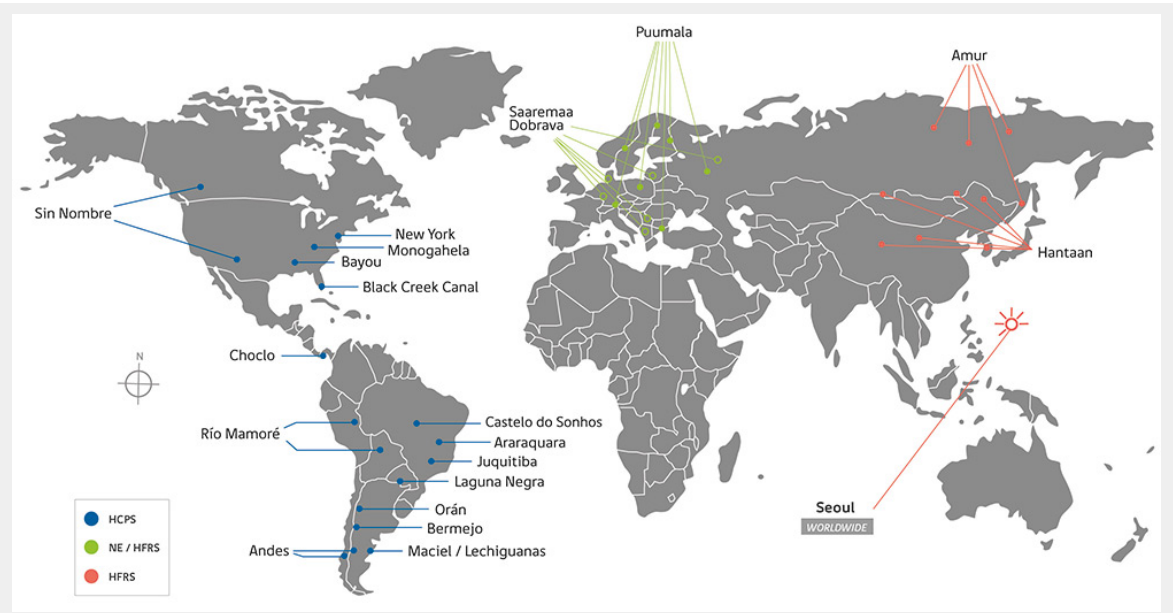 Puumala
Amur
Saaremaa
Dobrava
Sin Nombre
New York
Monogahela
Bayou
Black Creek Canal
Hantaan
N
Choclo
Río Mamoré
Castelo do Sonhos
Araraquara
Juquitiba
Laguna Negra
Orán
Bermejo
Andes
Maciel / Lechiguanas
Seoul
WORLDWIDE
HCPS
NE / HFRS
HFRS